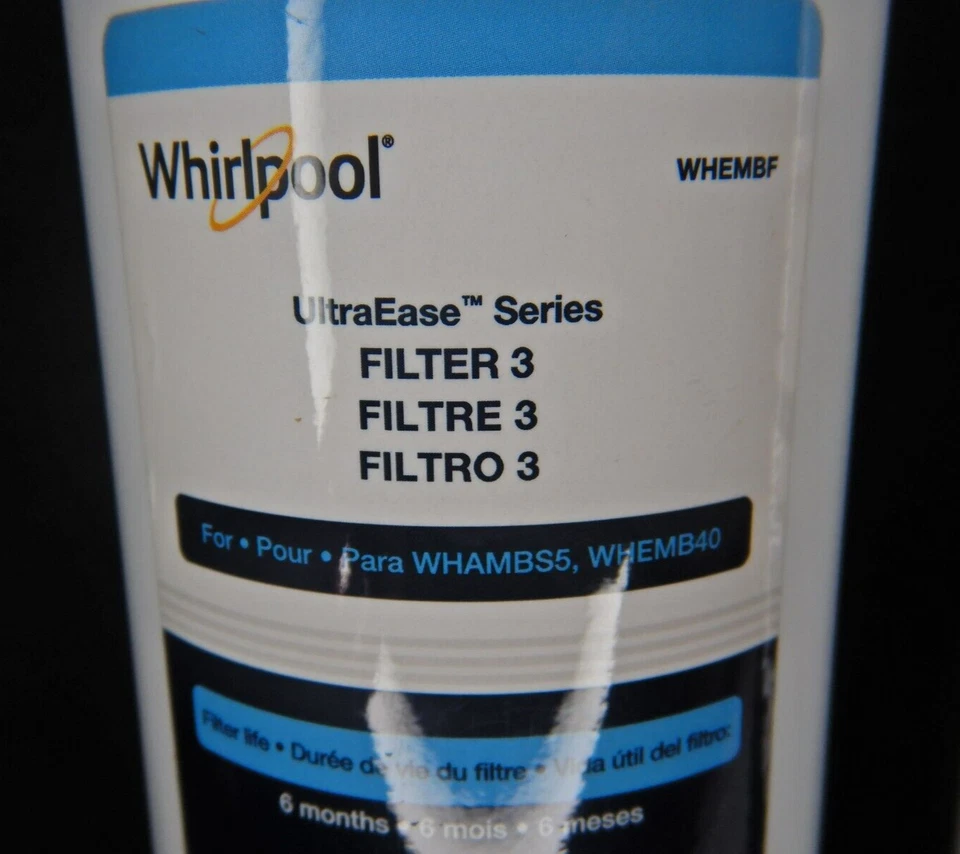 Whirlpool®
WHEMBF
UltraEase™ Series
FILTER 3
FILTRE 3
FILTRO 3
For • Pour • Para WHAMBS5, WHEMB40
Filter life • Durée de vie du filtre • Vida útil del filtro:
6 months • 6 mois • 6 meses